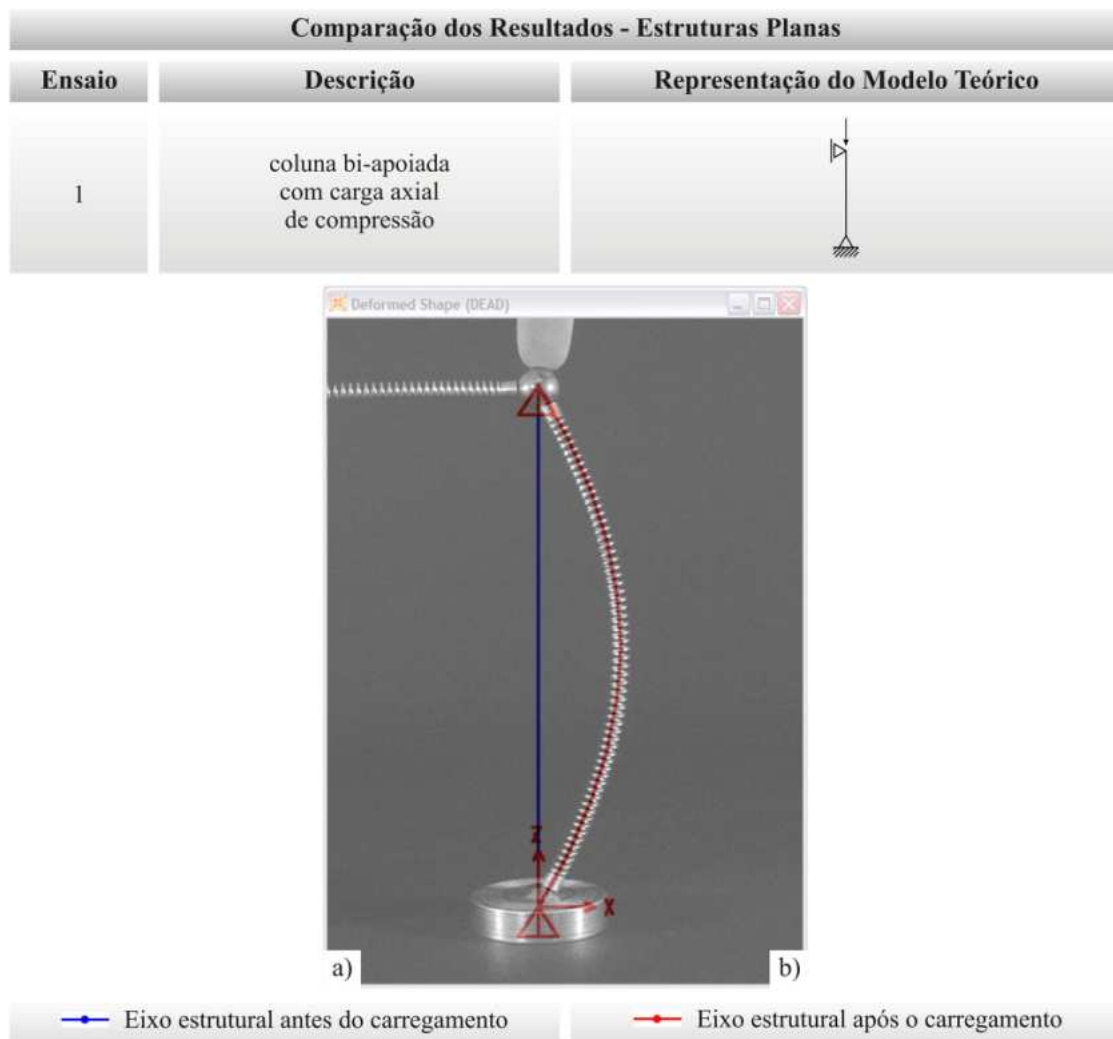 Comparação dos Resultados - Estruturas Planas
Ensaio
Descrição
Representação do Modelo Teórico
1
coluna bi-apoiada
com carga axial
de compressão
Deformed Shape (DEAD)
Z
X
a)
b)
Eixo estrutural antes do carregamento
Eixo estrutural após o carregamento